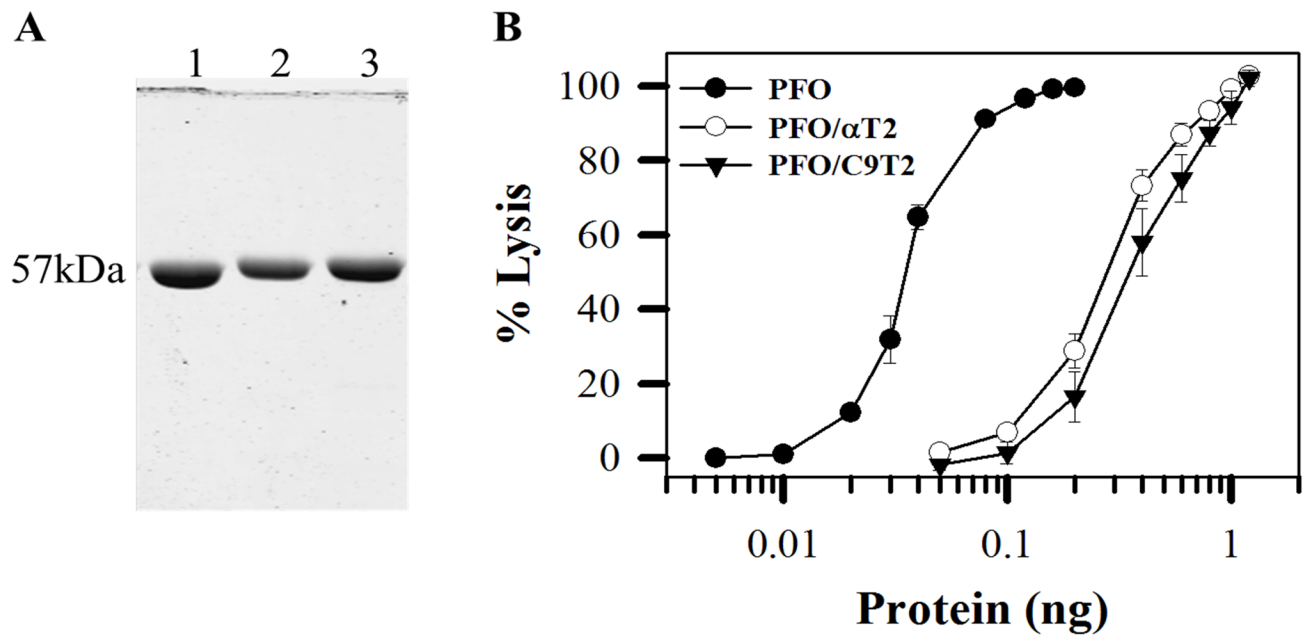 A
1 2 3
57kDa
B
PFO
PFO/αT2
PFO/C9T2
% Lysis
100
80
60
40
20
0
0.01 0.1 1
Protein (ng)